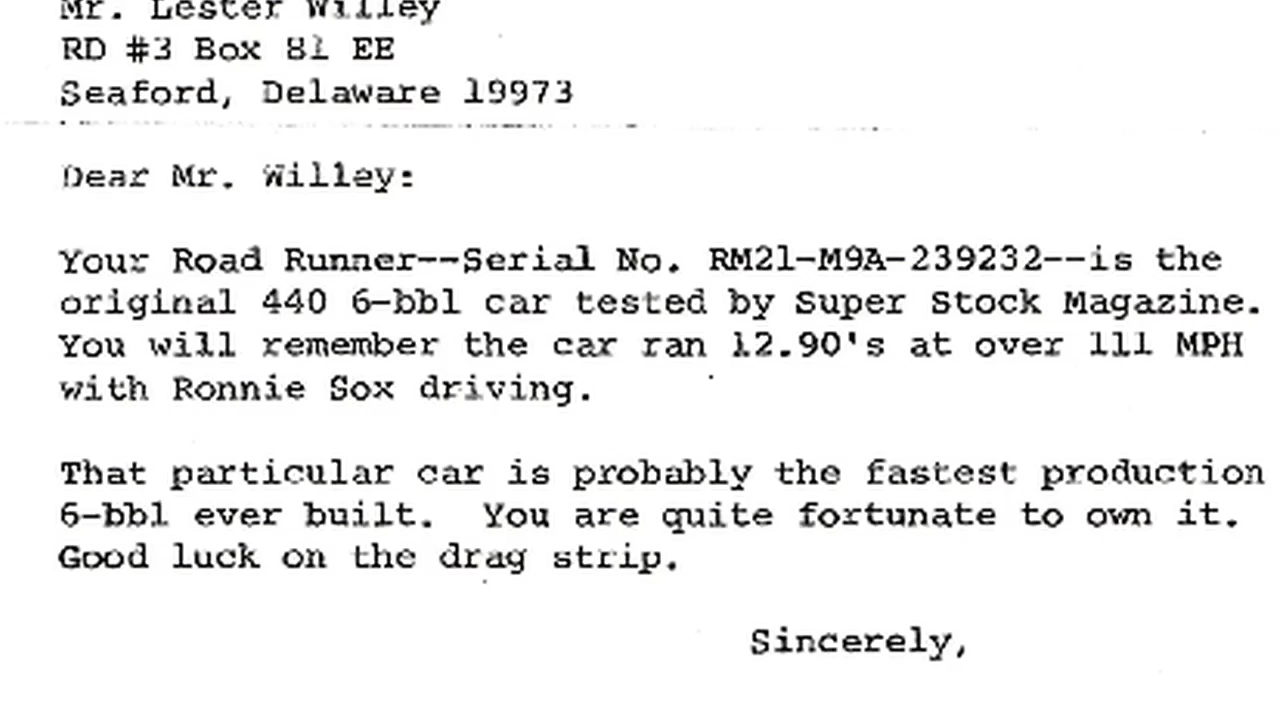 Mr. Lester Willey
RD #3 Box 81 EE
Seaford, Delaware 19973
Dear Mr. Willey:
Your Road Runner--Serial No. RM21-M9A-239232--is the
original 440 6-bbl car tested by Super Stock Magazine.
You will remember the car ran 12.90's at over 111 MPH
with Ronnie Sox driving.
That particular car is probably the fastest production
6-bbl ever built. You are quite fortunate to own it.
Good luck on the drag strip.
Sincerely,